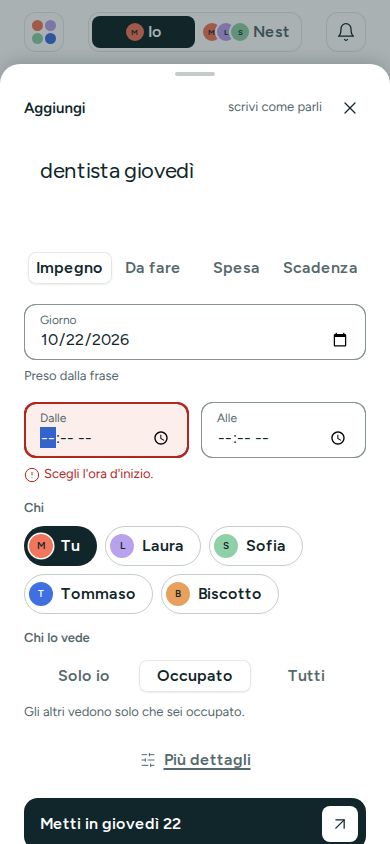 M Io M L S Nest
Aggiungi scrivi come parli
dentista giovedì
Impegno Da fare Spesa Scadenza
Giorno
10/22/2026
Preso dalla frase
Dalle Alle
--:-- -- --:-- --
Scegli l'ora d'inizio.
Chi
M Tu L Laura S Sofia
T Tommaso B Biscotto
Chi lo vede
Solo io Occupato Tutti
Gli altri vedono solo che sei occupato.
Più dettagli
Metti in giovedì 22